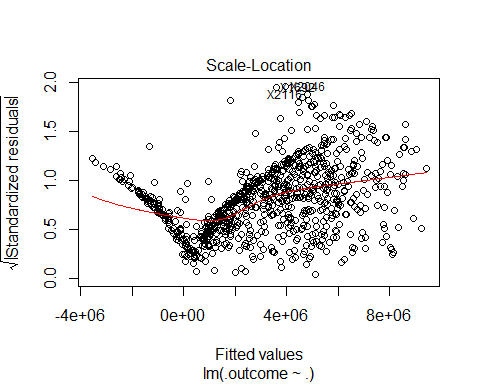 Scale-Location
√|Standardized residuals|
2.0
1.5
1.0
0.5
0.0
X2116
-4e+06 0e+00 4e+06 8e+06
Fitted values
lm(.outcome ~ .)